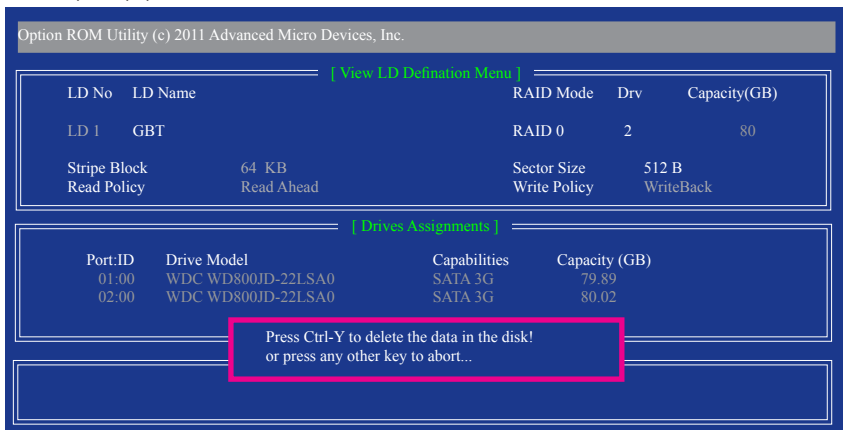 Option ROM Utility (c) 2011 Advanced Micro Devices, Inc.
[ View LD Defination Menu ]
LD No LD Name RAID Mode Drv Capacity(GB)
LD 1 GBT RAID 0 2 80
Stripe Block 64 KB Sector Size 512 B
Read Policy Read Ahead Write Policy WriteBack
[ Drives Assignments ]
Port:ID Drive Model Capabilities Capacity (GB)
01:00 WDC WD800JD-22LSA0 SATA 3G 79.89
02:00 WDC WD800JD-22LSA0 SATA 3G 80.02
Press Ctrl-Y to delete the data in the disk!
or press any other key to abort...